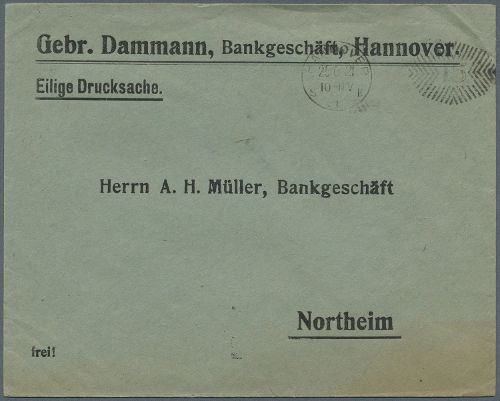 Gebr. Dammann, Bankgeschäft, Hannover.
Eilige Drucksache.
Herrn A. H. Müller, Bankgeschäft
Northeim
frei!